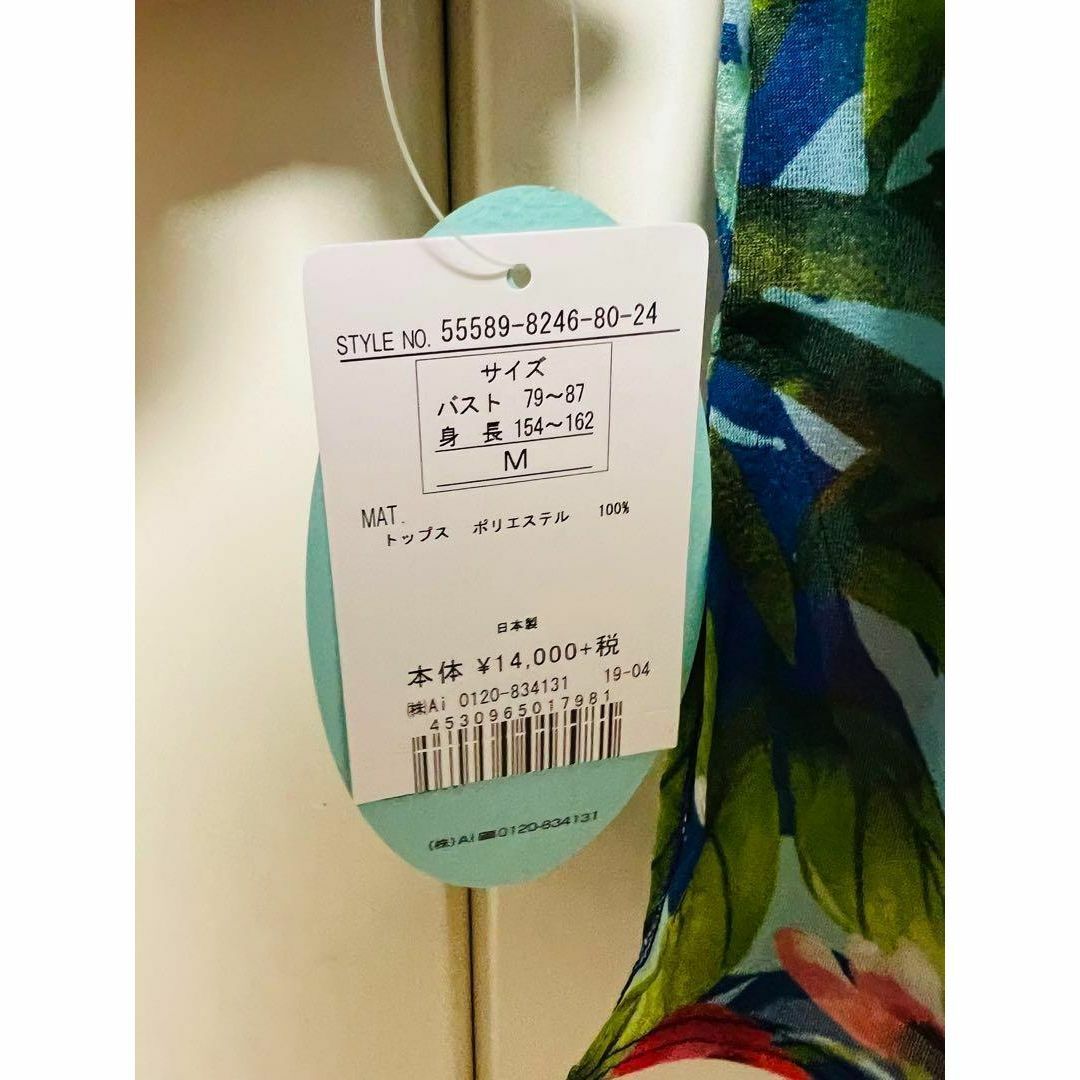 STYLE NO. 55589-8246-80-24
サイズ
バスト 79〜87
身 長 154〜162
M
MAT.
トップス ポリエステル 100%
日本製
本体 ¥14,000+税
㈱Ai 0120-834131 19-04
4530965017981
(株)Ai 0120-834131